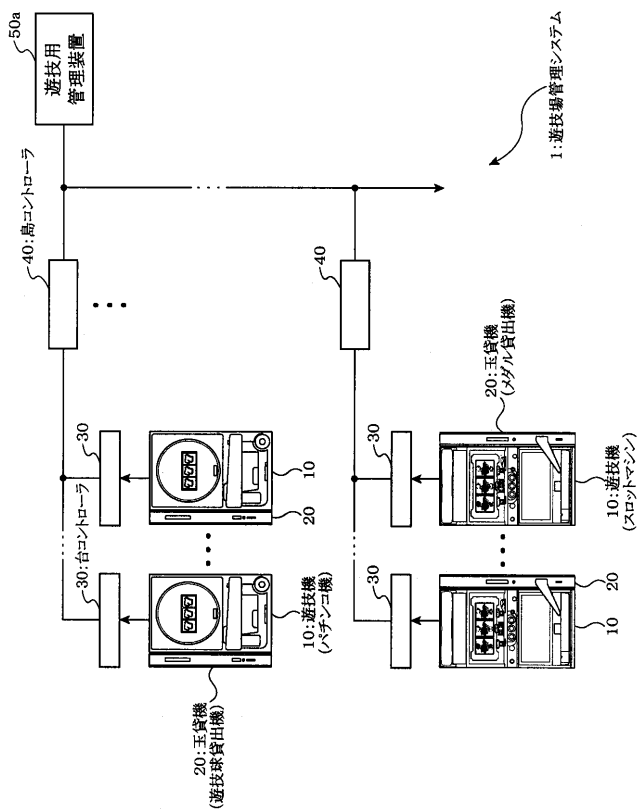 50a
遊技用
管理装置
40:島コントローラ
1:遊技場管理システム
40
30:台コントローラ
30
20:玉貸機
(遊技球貸出機)
10:遊技機
(パチンコ機)
20
10
30
30
20:玉貸機
(メダル貸出機)
10
20
10:遊技機
(スロットマシン)